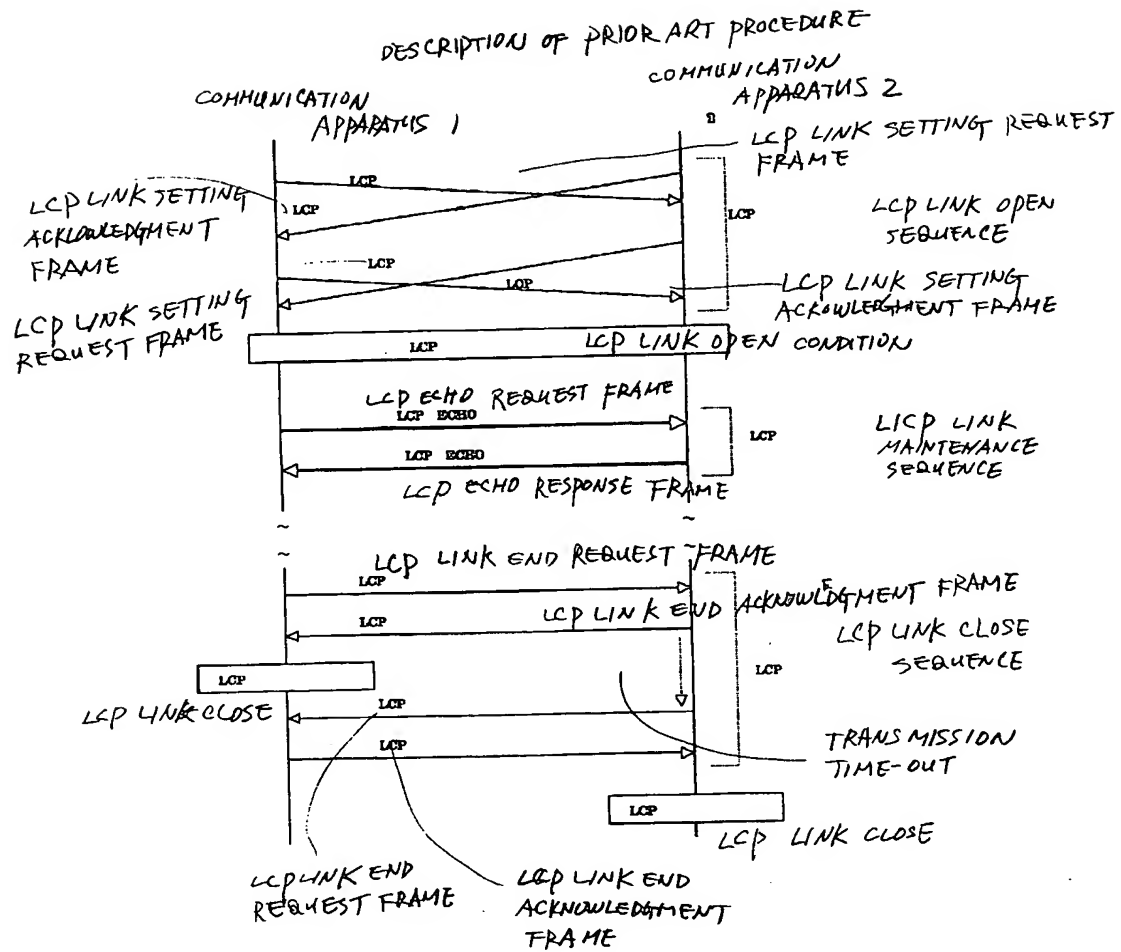 DESCRIPTION OF PRIOR ART PROCEDURE
COMMUNICATION
APPARATUS 1
COMMUNICATION
APPARATUS 2
LCP LINK SETTING REQUEST
FRAME
LCP
LCP LINK SETTING
ACKLOWLEDGMENT
FRAME
LCP
LCP
LCP LINK OPEN
SEQUENCE
LCP
LCP
LCP LINK SETTING
ACKOWLEDGMENT FRAME
LCP LINK SETTING
REQUEST FRAME
LCP
LCP LINK OPEN CONDITION
LCP ECHO REQUEST FRAME
LCP ECHO
LCP
LICP LINK
MAINTENANCE
SEQUENCE
LCP ECHO
LCP ECHO RESPONSE FRAME
~
~
~
~
LCP LINK END REQUEST FRAME
LCP
LCP LINK END ACKNOWLEDGMENT FRAME
LCP
LCP LINK CLOSE
SEQUENCE
LCP
LCP
LCP LINK CLOSE
LCP
LCP
TRANSMISSION
TIME-OUT
LCP
LCP LINK CLOSE
LCP LINK END
REQUEST FRAME
LCP LINK END
ACKNOWLEDGMENT
FRAME